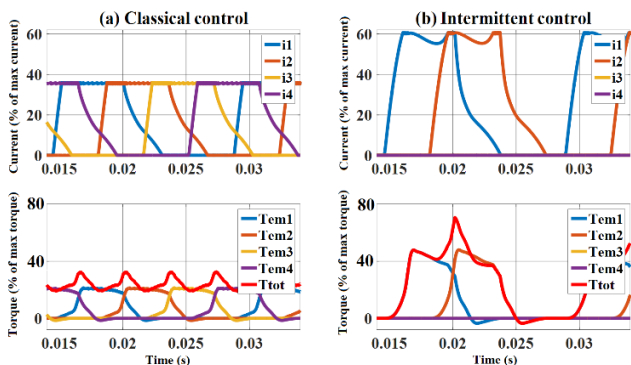 (a) Classical control
Current (% of max current)
60
40
20
0
i1
i2
i3
i4
0.015
0.02
0.025
0.03
(b) Intermittent control
Current (% of max current)
60
40
20
0
i1
i2
i3
i4
0.015
0.02
0.025
0.03
Torque (% of max torque)
80
40
0
Tem1
Tem2
Tem3
Tem4
Ttot
0.015
0.02
0.025
0.03
Time (s)
Torque (% of max torque)
80
40
0
Tem1
Tem2
Tem3
Tem4
Ttot
0.015
0.02
0.025
0.03
Time (s)